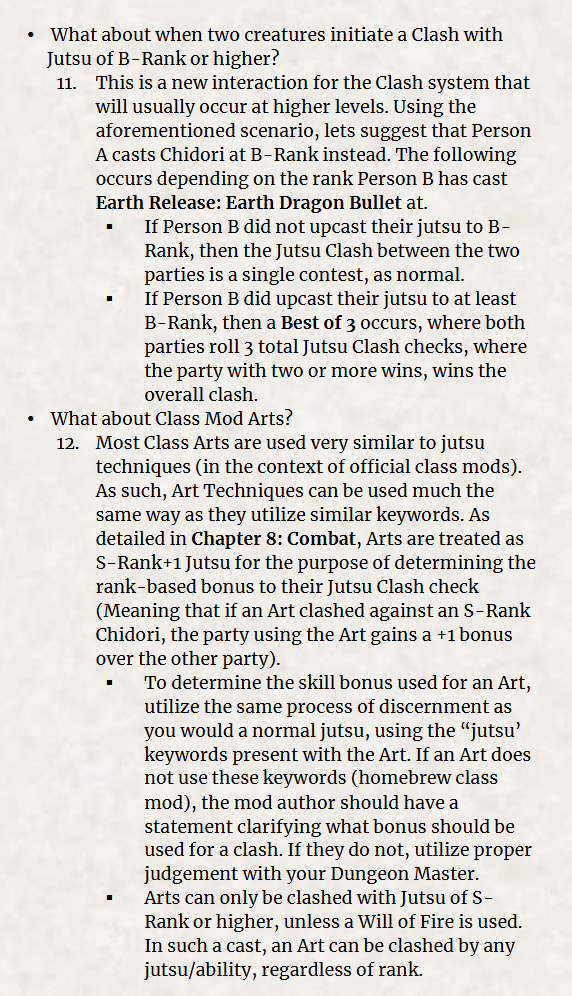 • What about when two creatures initiate a Clash with
Jutsu of B-Rank or higher?
11. This is a new interaction for the Clash system that
will usually occur at higher levels. Using the
aforementioned scenario, lets suggest that Person
A casts Chidori at B-Rank instead. The following
occurs depending on the rank Person B has cast
Earth Release: Earth Dragon Bullet at.
▪ If Person B did not upcast their jutsu to B-
Rank, then the Jutsu Clash between the two
parties is a single contest, as normal.
▪ If Person B did upcast their jutsu to at least
B-Rank, then a Best of 3 occurs, where both
parties roll 3 total Jutsu Clash checks, where
the party with two or more wins, wins the
overall clash.
• What about Class Mod Arts?
12. Most Class Arts are used very similar to jutsu
techniques (in the context of official class mods).
As such, Art Techniques can be used much the
same way as they utilize similar keywords. As
detailed in Chapter 8: Combat, Arts are treated as
S-Rank+1 Jutsu for the purpose of determining the
rank-based bonus to their Jutsu Clash check
(Meaning that if an Art clashed against an S-Rank
Chidori, the party using the Art gains a +1 bonus
over the other party).
▪ To determine the skill bonus used for an Art,
utilize the same process of discernment as
you would a normal jutsu, using the “jutsu’
keywords present with the Art. If an Art does
not use these keywords (homebrew class
mod), the mod author should have a
statement clarifying what bonus should be
used for a clash. If they do not, utilize proper
judgement with your Dungeon Master.
▪ Arts can only be clashed with Jutsu of S-
Rank or higher, unless a Will of Fire is used.
In such a cast, an Art can be clashed by any
jutsu/ability, regardless of rank.